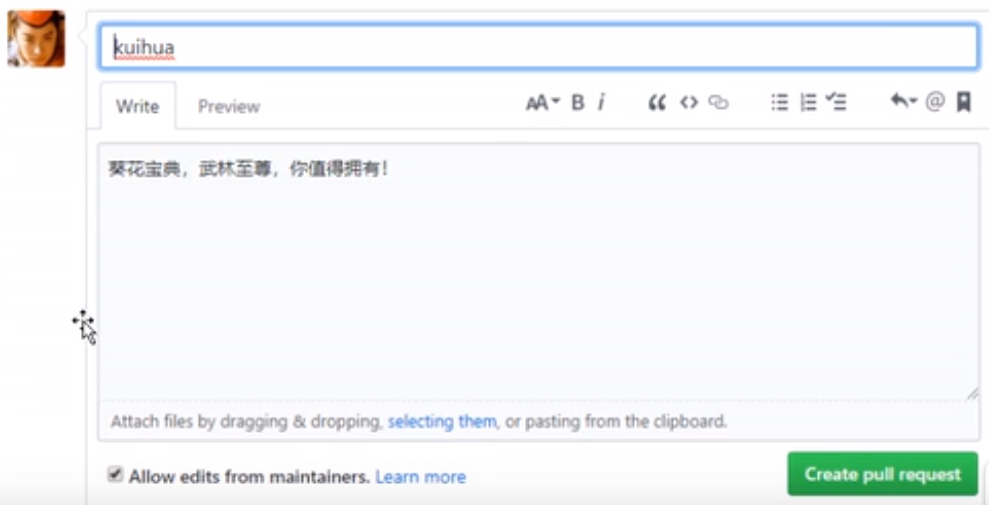 kuihua
Write Preview AA B i “ <> @
葵花宝典，武林至尊，你值得拥有！
Attach files by dragging & dropping, selecting them, or pasting from the clipboard.
Allow edits from maintainers. Learn more Create pull request